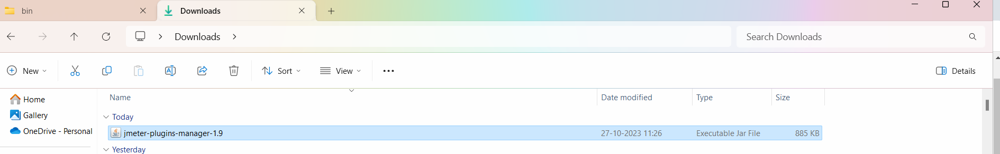 bin Downloads
Downloads Search Downloads
New Sort View Details
Name Date modified Type Size
Home
Today
Gallery
jmeter-plugins-manager-1.9 27-10-2023 11:26 Executable Jar File 885 KB
OneDrive - Personal
Yesterday